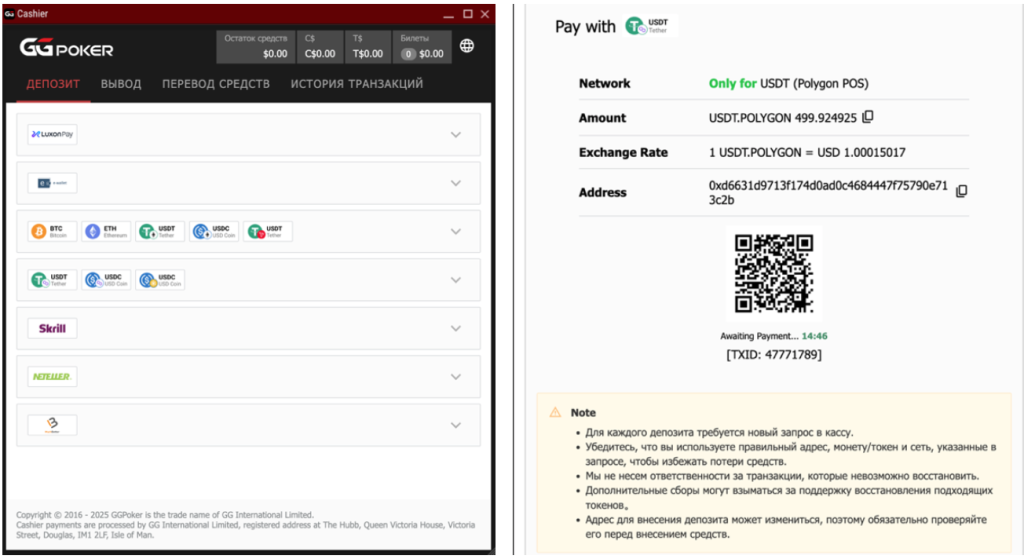 GG Cashier
GGPOKER
Остаток средств
$0.00
C$
C$0.00
T$
T$0.00
Билеты
0 $0.00
ДЕПОЗИТ ВЫВОД ПЕРЕВОД СРЕДСТВ ИСТОРИЯ ТРАНЗАКЦИЙ
LuxonPay
BTC
Bitcoin
ETH
Ethereum
USDT
Tether
USDC
USD Coin
USDT
Tether
USDT
Tether
USDC
USD Coin
USDC
USD Coin
Skrill
NETELLER
Copyright © 2016 - 2025 GGPoker is the trade name of GG International Limited.
Cashier payments are processed by GG International Limited, registered address at The Hubb, Queen Victoria House, Victoria
Street, Douglas, IM1 2LF, Isle of Man.
Pay with USDT
Tether
Network Only for USDT (Polygon POS)
Amount USDT.POLYGON 499.924925
Exchange Rate 1 USDT.POLYGON = USD 1.00015017
Address 0xd6631d9713f174d0ad0c4684447f75790e71
3c2b
Awaiting Payment... 14:46
[TXID: 47771789]
Note
• Для каждого депозита требуется новый запрос в кассу.
• Убедитесь, что вы используете правильный адрес, монету/токен и сеть, указанные в
запросе, чтобы избежать потери средств.
• Мы не несем ответственности за транзакции, которые невозможно восстановить.
• Дополнительные сборы могут взыматься за поддержку восстановления подходящих
токенов。
• Адрес для внесения депозита может измениться, поэтому обязательно проверяйте
его перед внесением средств.